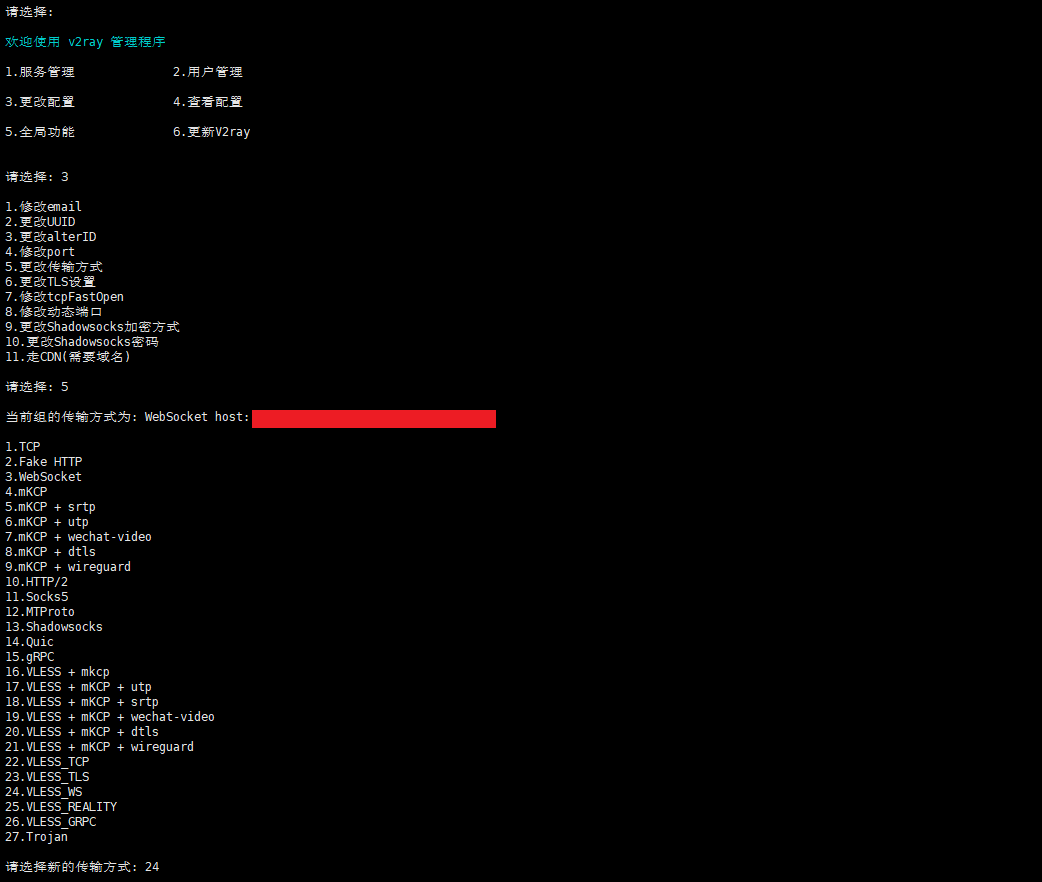 请选择:
欢迎使用 v2ray 管理程序
1.服务管理 2.用户管理
3.更改配置 4.查看配置
5.全局功能 6.更新V2ray
请选择: 3
1.修改email
2.更改UUID
3.更改alterID
4.修改port
5.更改传输方式
6.更改TLS设置
7.修改tcpFastOpen
8.修改动态端口
9.更改Shadowsocks加密方式
10.更改Shadowsocks密码
11.走CDN(需要域名)
请选择: 5
当前组的传输方式为: WebSocket host:
1.TCP
2.Fake HTTP
3.WebSocket
4.mKCP
5.mKCP + srtp
6.mKCP + utp
7.mKCP + wechat-video
8.mKCP + dtls
9.mKCP + wireguard
10.HTTP/2
11.Socks5
12.MTProto
13.Shadowsocks
14.Quic
15.gRPC
16.VLESS + mkcp
17.VLESS + mKCP + utp
18.VLESS + mKCP + srtp
19.VLESS + mKCP + wechat-video
20.VLESS + mKCP + dtls
21.VLESS + mKCP + wireguard
22.VLESS_TCP
23.VLESS_TLS
24.VLESS_WS
25.VLESS_REALITY
26.VLESS_GRPC
27.Trojan
请选择新的传输方式: 24